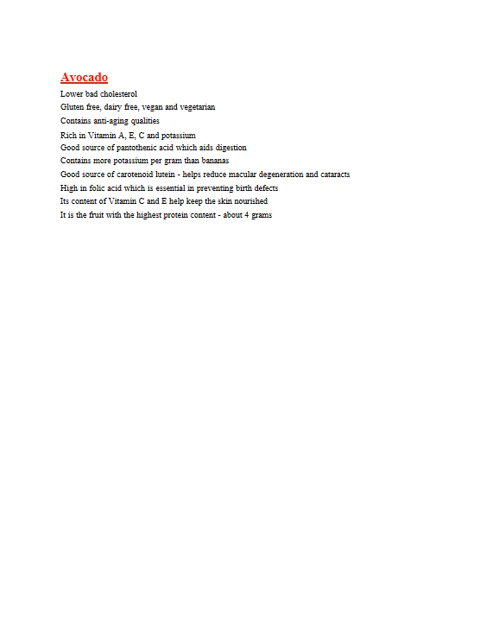 Avocado
Lower bad cholesterol
Gluten free, dairy free, vegan and vegetarian
Contains anti-aging qualities
Rich in Vitamin A, E, C and potassium
Good source of pantothenic acid which aids digestion
Contains more potassium per gram than bananas
Good source of carotenoid lutein - helps reduce macular degeneration and cataracts
High in folic acid which is essential in preventing birth defects
Its content of Vitamin C and E help keep the skin nourished
It is the fruit with the highest protein content - about 4 grams